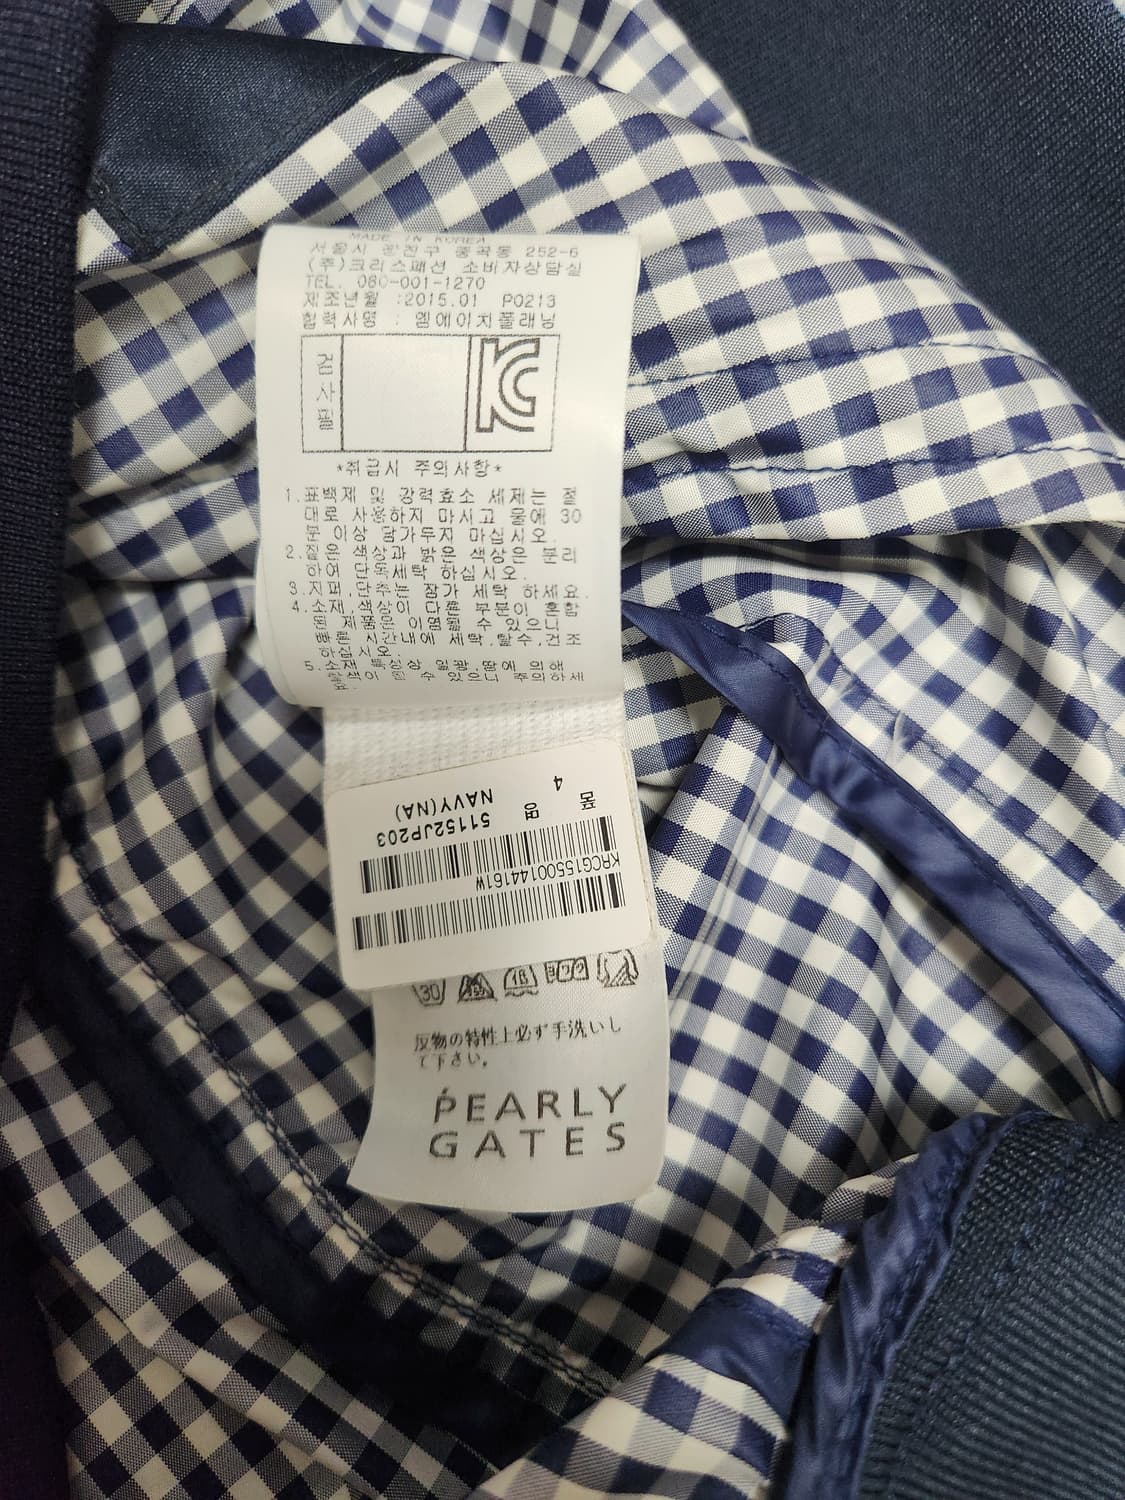 MADE IN KOREA
서울시 광진구 중곡동 252-6
(주)크리스패션 소비자상담실
TEL. 080-001-1270
제조년월 :2015.01 P0213
협력사명 : 엠에이치플래닝
검
사
필
*취급시 주의사항*
1.표백제 및 강력효소 세제는 절
대로 사용하지 마시고 물에 30
분 이상 담가두지 마십시오.
2.짙은 색상과 밝은 색상은 분리
하여 단독세탁 하십시오.
3.지퍼,단추는 잠가 세탁 하세요.
4.소재,색상이 다른 부분이 혼합
된 제품은 이염될 수 있으니
빠른 시간내에 세탁,탈수,건조
하십시오.
5.소재 특성상 일광,땀에 의해
이 될 수 있으니 주의하세
요.
품 명
4
51152JP203
NAVY(NA)
KRCG15500144161W
30
反物の特性上必ず手洗いし
て下さい。
PEARLY
GATES